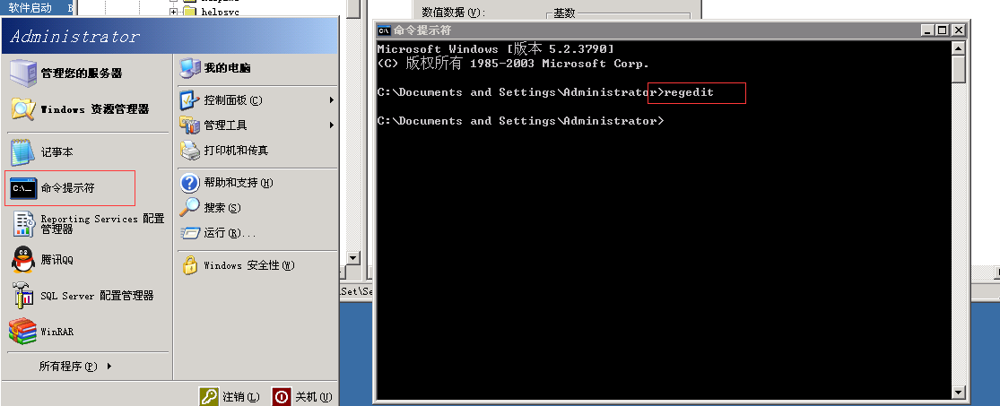 软件启动
helpsvc
数值数据(V):
基数
Administrator
管理您的服务器
Windows 资源管理器
记事本
命令提示符
Reporting Services 配置
管理器
腾讯QQ
SQL Server 配置管理器
WinRAR
所有程序(P)
我的电脑
控制面板(C)
管理工具
打印机和传真
帮助和支持(H)
搜索(S)
运行(R)...
Windows 安全性(W)
注销(L)
关机(U)
命令提示符
Microsoft Windows [版本 5.2.3790]
(C) 版权所有 1985-2003 Microsoft Corp.
C:\Documents and Settings\Administrator>regedit
C:\Documents and Settings\Administrator>